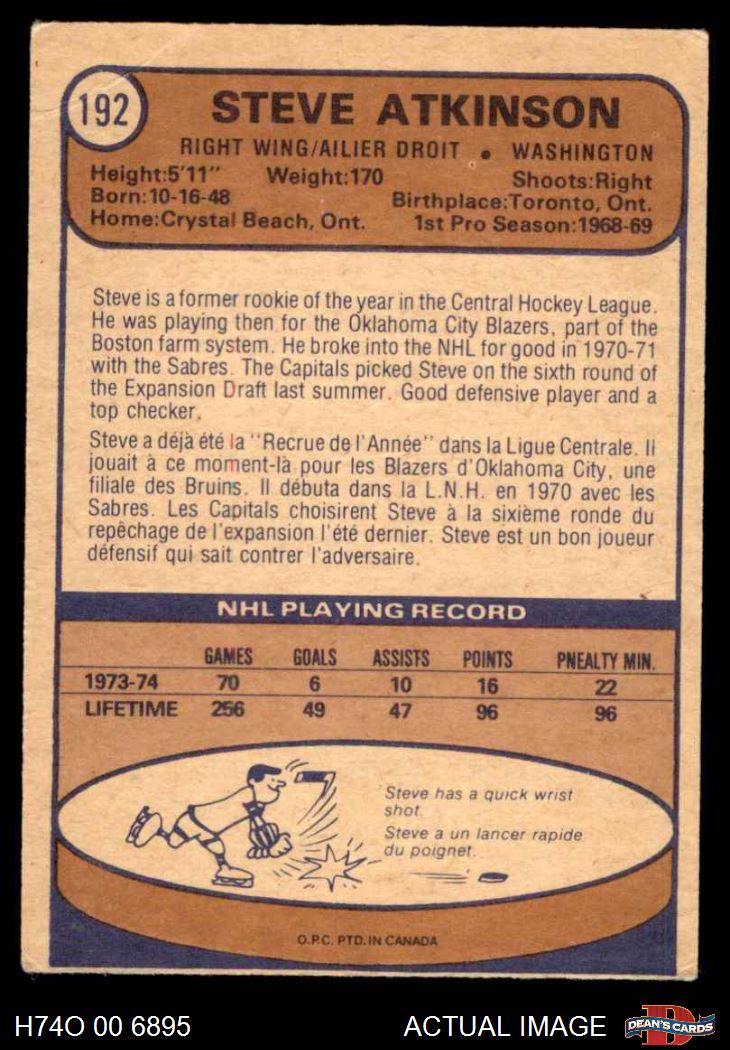 192
STEVE ATKINSON
RIGHT WING/AILIER DROIT • WASHINGTON
Height:5'11" Weight:170 Shoots:Right
Born:10-16-48 Birthplace:Toronto, Ont.
Home:Crystal Beach, Ont. 1st Pro Season:1968-69
Steve is a former rookie of the year in the Central Hockey League.
He was playing then for the Oklahoma City Blazers, part of the
Boston farm system. He broke into the NHL for good in 1970-71
with the Sabres. The Capitals picked Steve on the sixth round of
the Expansion Draft last summer. Good defensive player and a
top checker.
Steve a déjà été la "Recrue de l'Année" dans la Ligue Centrale. Il
jouait à ce moment-là pour les Blazers d'Oklahoma City, une
filiale des Bruins. Il débuta dans la L.N.H. en 1970 avec les
Sabres. Les Capitals choisirent Steve à la sixième ronde du
repêchage de l'expansion l'été dernier. Steve est un bon joueur
défensif qui sait contrer l'adversaire.
NHL PLAYING RECORD
GAMES GOALS ASSISTS POINTS PNEALTY MIN.
1973-74 70 6 10 16 22
LIFETIME 256 49 47 96 96
Steve has a quick wrist
shot.
Steve a un lancer rapide
du poignet.
O.P.C. PTD. IN CANADA
H74O 00 6895 ACTUAL IMAGE D DEAN'S CARDS